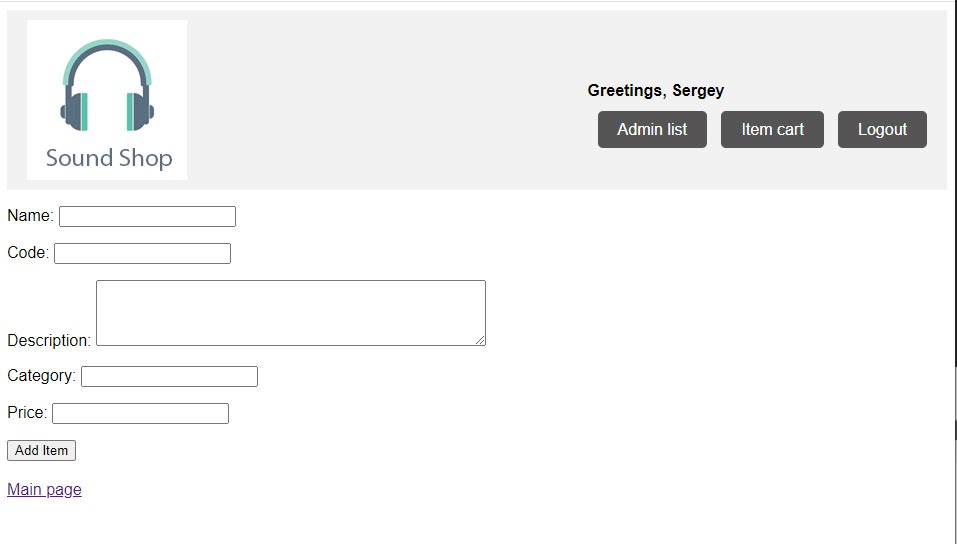 Sound Shop
Greetings, Sergey
Admin list Item cart Logout
Name:
Code:
Description:
Category:
Price:
Add Item
Main page